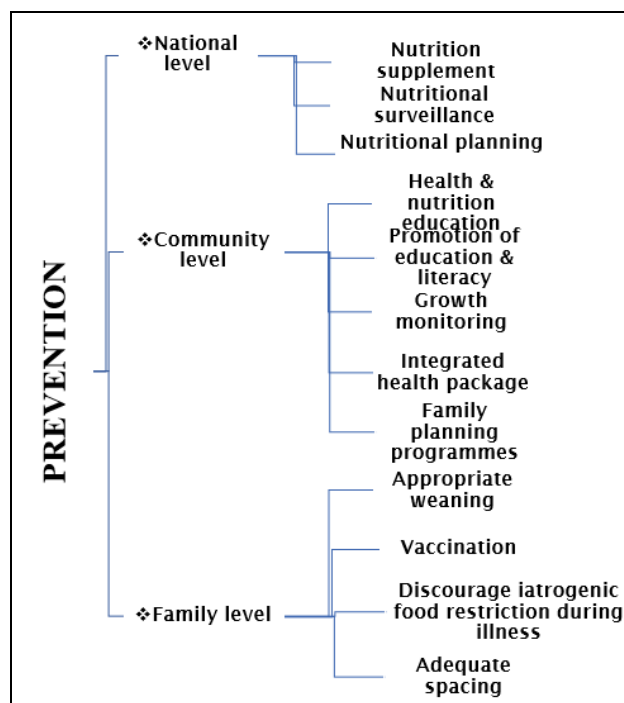 PREVENTION
❖National
level
Nutrition
supplement
Nutritional
surveillance
Nutritional planning
❖Community
level
Health &
nutrition
education
Promotion of
education &
literacy
Growth
monitoring
Integrated
health package
Family
planning
programmes
❖Family level
Appropriate
weaning
Vaccination
Discourage iatrogenic
food restriction during
illness
Adequate
spacing